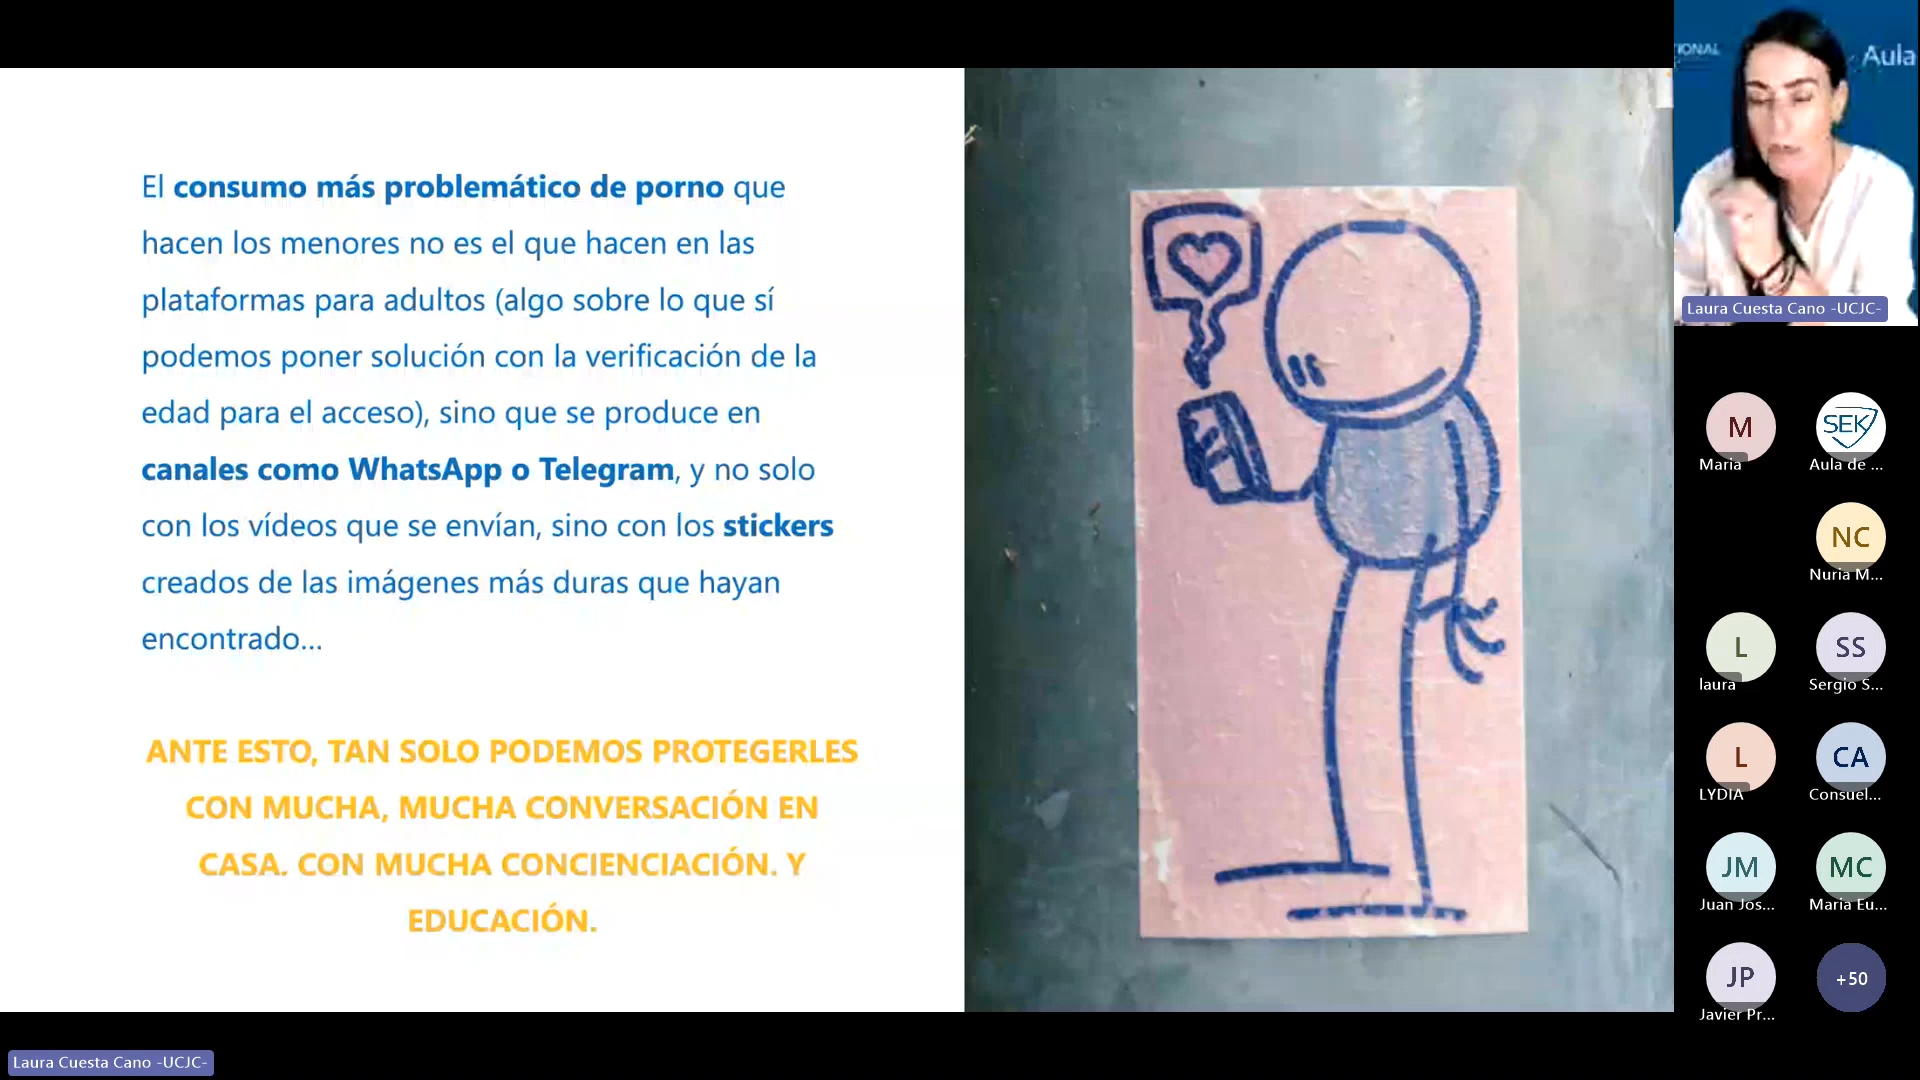 El consumo más problemático de porno que
hacen los menores no es el que hacen en las
plataformas para adultos (algo sobre lo que sí
podemos poner solución con la verificación de la
edad para el acceso), sino que se produce en
canales como WhatsApp o Telegram, y no solo
con los vídeos que se envían, sino con los stickers
creados de las imágenes más duras que hayan
encontrado...
ANTE ESTO, TAN SOLO PODEMOS PROTEGERLES
CON MUCHA, MUCHA CONVERSACIÓN EN
CASA. CON MUCHA CONCIENCIACIÓN. Y
EDUCACIÓN.
IONAL
Aula
Laura Cuesta Cano -UCJC-
M
Maria
SEK
Aula de ...
NC
Nuria M...
L
laura
SS
Sergio S...
L
LYDIA
CA
Consuel...
JM
Juan Jos...
MC
Maria Eu...
JP
Javier Pr...
+50
Laura Cuesta Cano -UCJC-